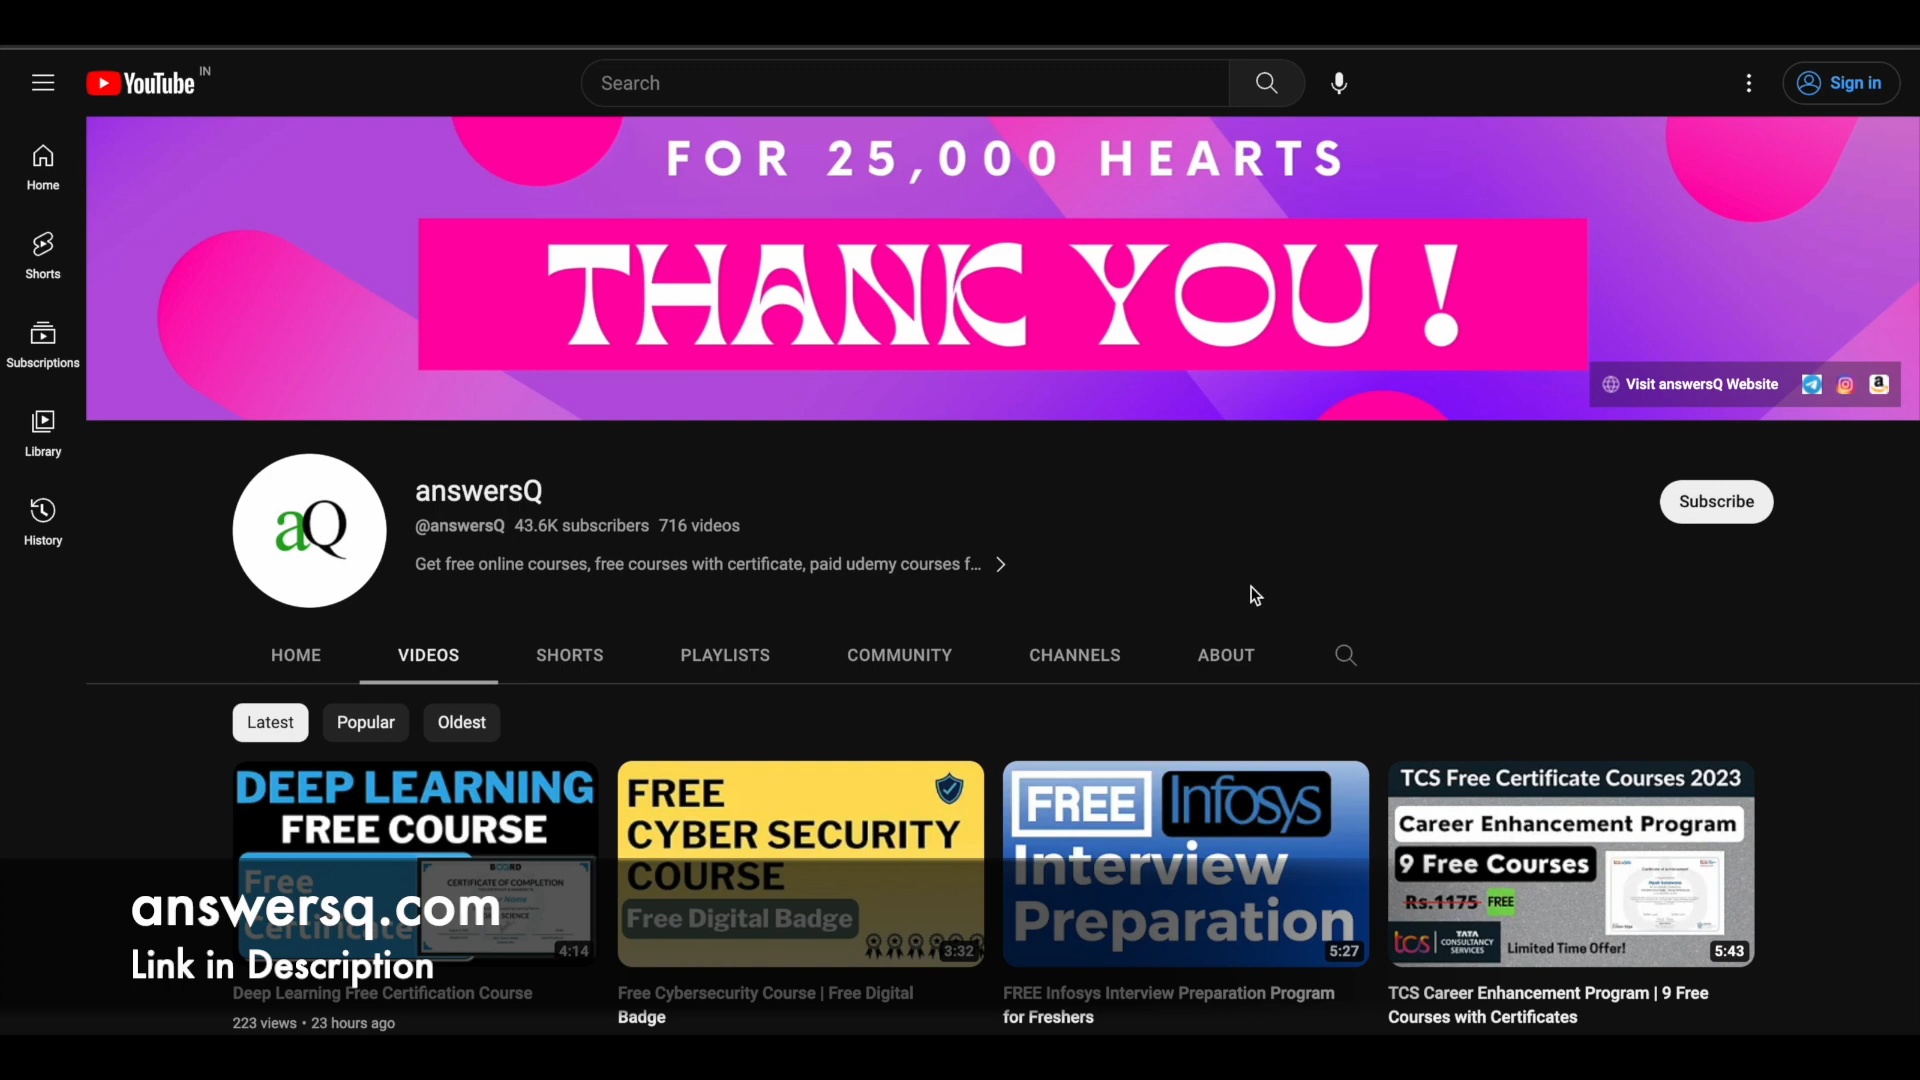 YouTube IN
Search
Sign in
Home
Shorts
Subscriptions
Library
History
FOR 25,000 HEARTS
THANK YOU!
Visit answersQ Website
aQ
answersQ
@answersQ 43.6K subscribers 716 videos
Get free online courses, free courses with certificate, paid udemy courses f...
Subscribe
HOME VIDEOS SHORTS PLAYLISTS COMMUNITY CHANNELS ABOUT
Latest Popular Oldest
DEEP LEARNING
FREE COURSE
Free
Certificate
CERTIFICATE OF COMPLETION
4:14
Deep Learning Free Certification Course
223 views • 23 hours ago
FREE
CYBER SECURITY
COURSE
Free Digital Badge
3:32
Free Cybersecurity Course | Free Digital
Badge
FREE Infosys
Interview
Preparation
5:27
FREE Infosys Interview Preparation Program
for Freshers
TCS Free Certificate Courses 2023
Career Enhancement Program
9 Free Courses
Rs.1175 FREE
tcs TATA
CONSULTANCY
SERVICES
Limited Time Offer!
5:43
TCS Career Enhancement Program | 9 Free
Courses with Certificates
answersq.com
Link in Description